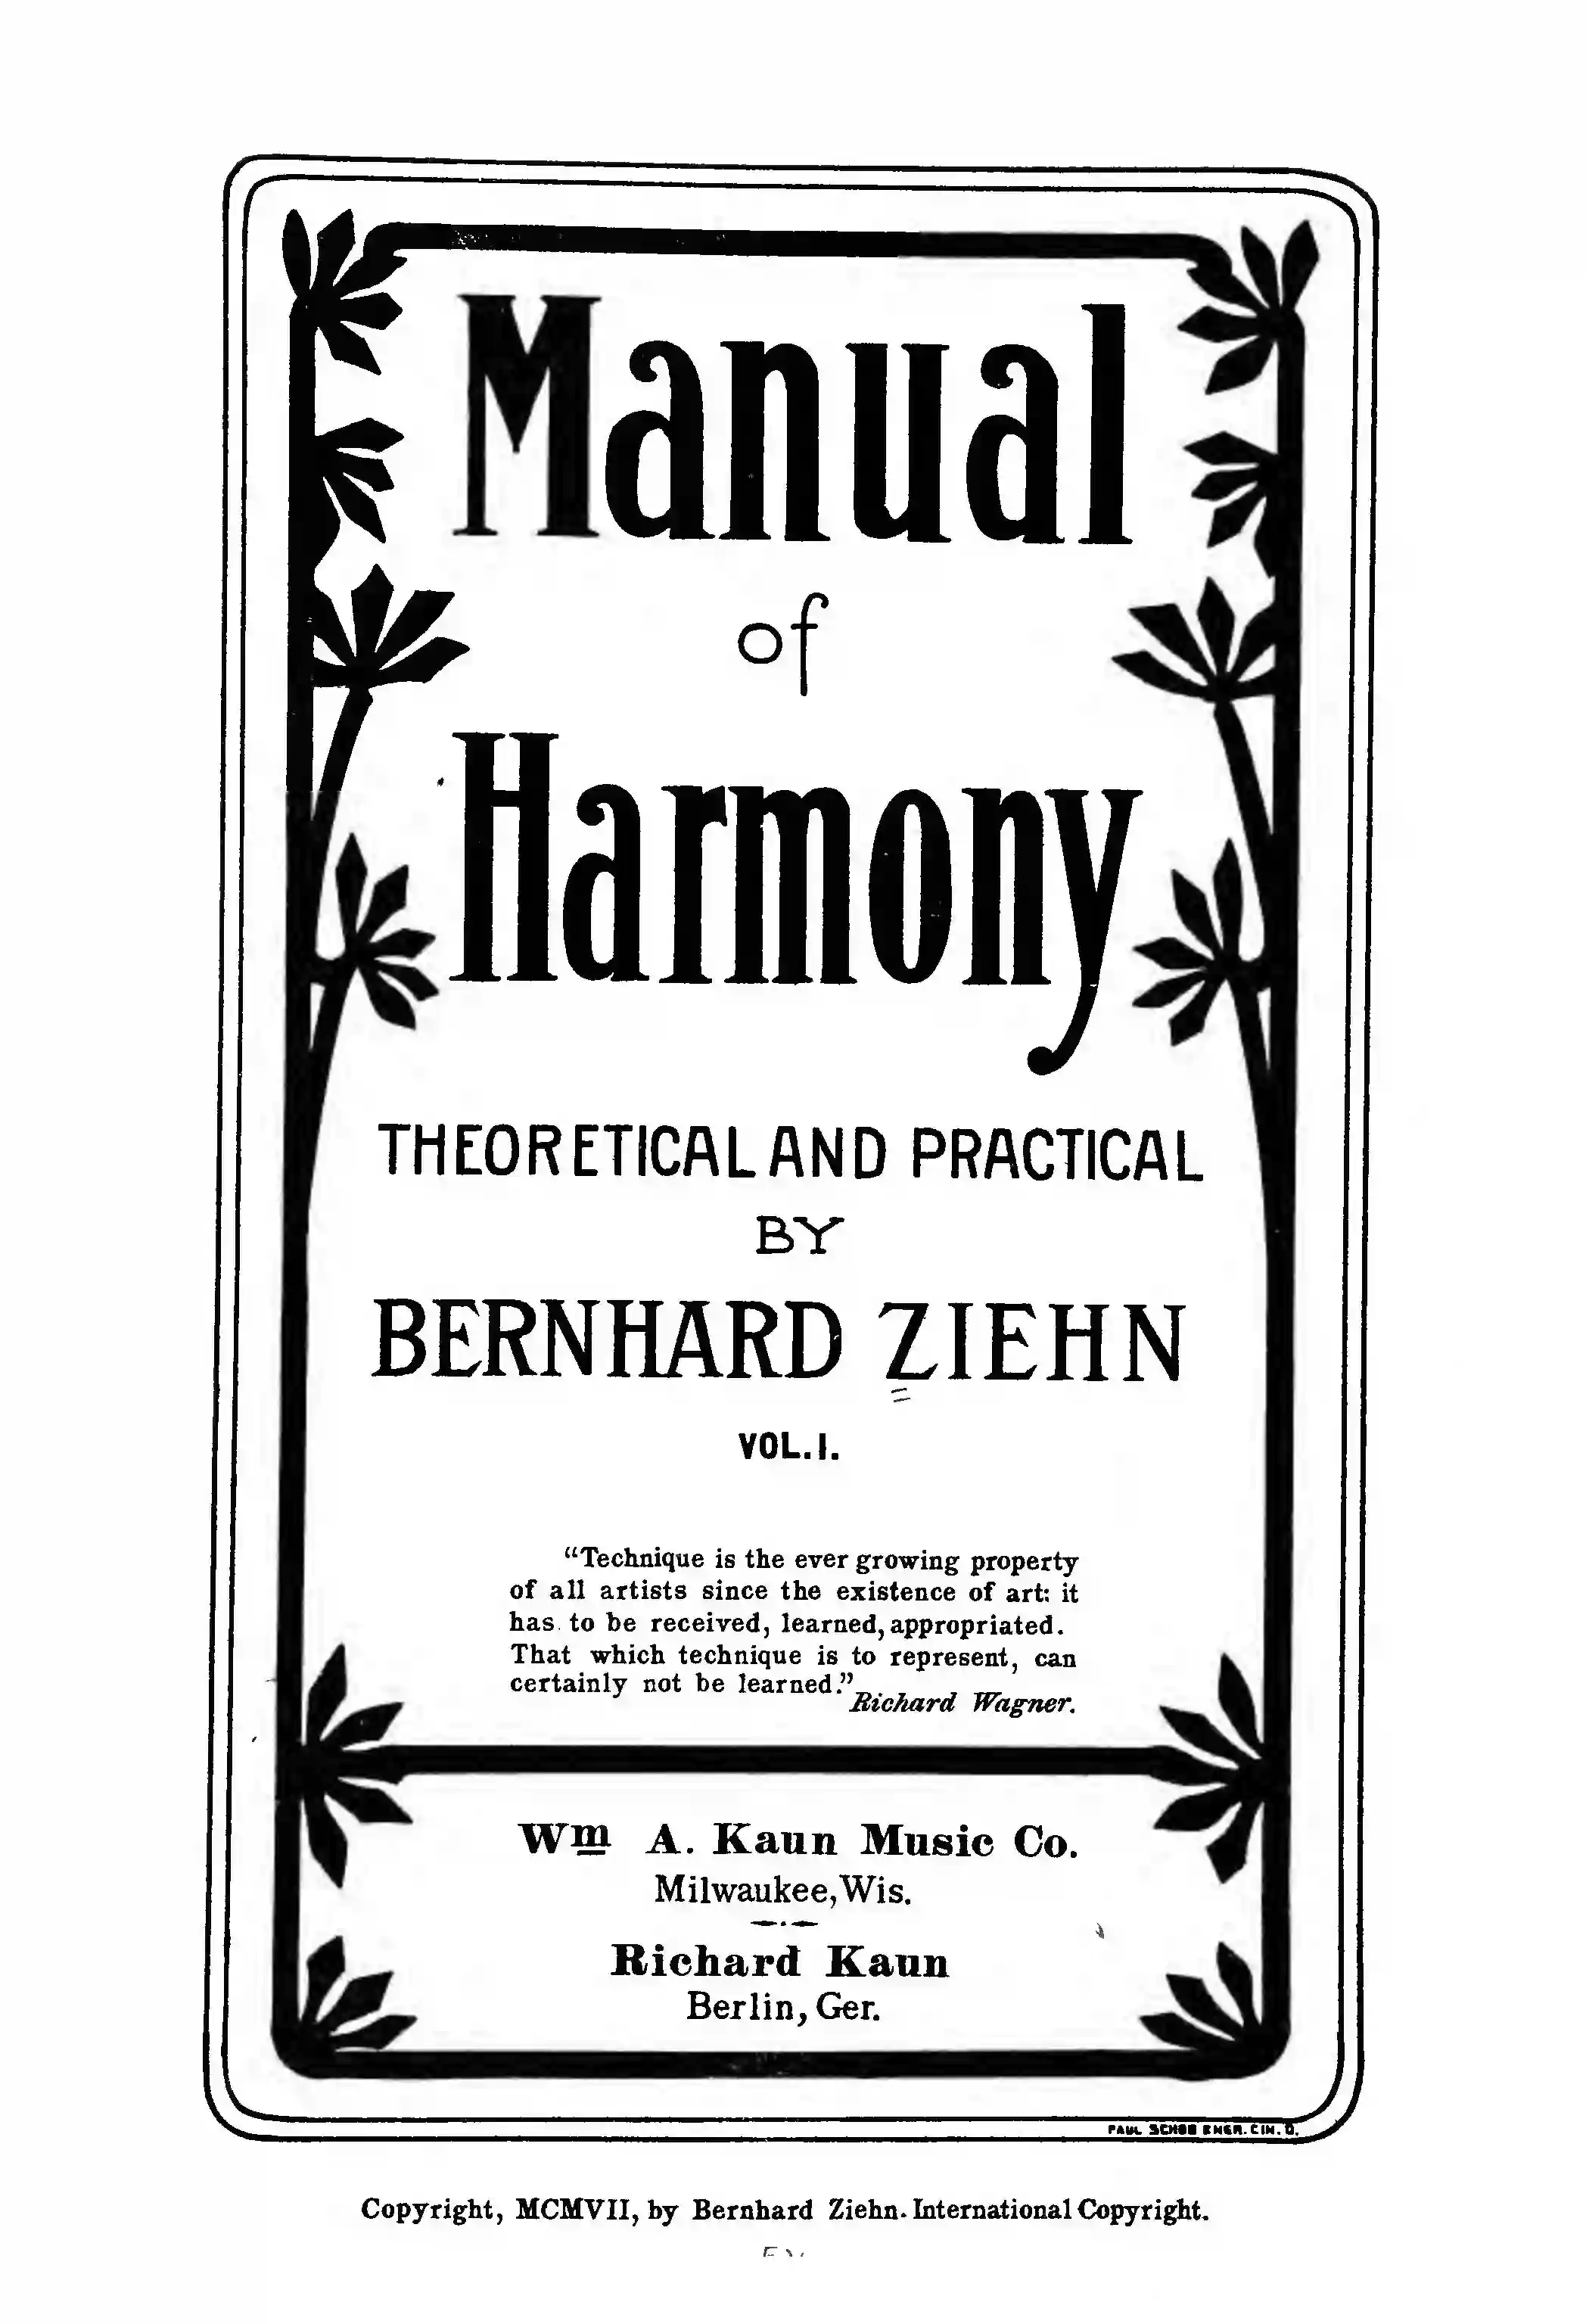 Manual
of
Harmony
THEORETICAL AND PRACTICAL
BY
BERNHARD ZIEHN
VOL. I.
“Technique is the ever growing property
of all artists since the existence of art: it
has to be received, learned, appropriated.
That which technique is to represent, can
certainly not be learned.”
Richard Wagner.
Wm A. Kaun Music Co.
Milwaukee, Wis.
Richard Kaun
Berlin, Ger.
PAUL ENGR. CIN. O.
Copyright, MCMVII, by Bernhard Ziehn. International Copyright.